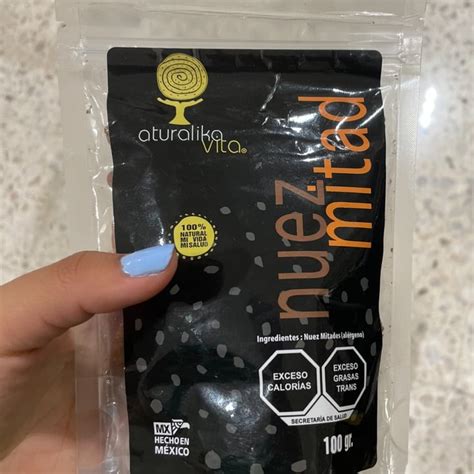 aturalika
Vita®
nuez
mitad
100%
NATURAL
MI VIDA
MI SALUD
Ingredientes : Nuez Mitades (alérgeno)
EXCESO
CALORÍAS
EXCESO
GRASAS
TRANS
SECRETARÍA DE SALUD
MX
HECHO EN
MÉXICO
100 gr.